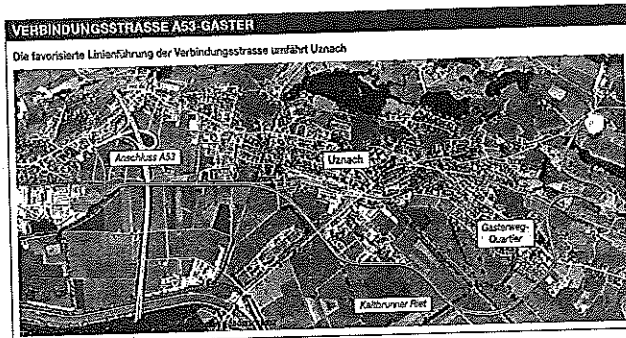 VERBINDUNGSSTRASSE A53-GASTER
Die favorisierte Linienführung der Verbindungsstrasse umfährt Uznach
Anschluss A53
Uznach
Gasterweg-
Quartier
Kaltbrunner Riet